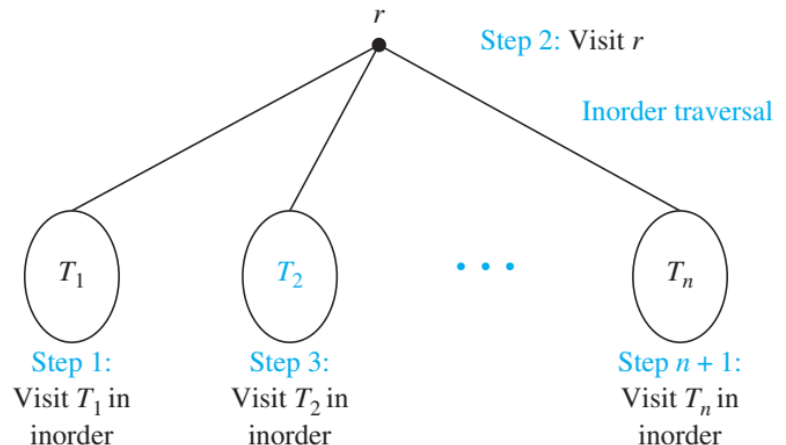 r
Step 2: Visit r
Inorder traversal
T₁
T₂
. . .
Tₙ
Step 1:
Visit T₁ in
inorder
Step 3:
Visit T₂ in
inorder
Step n + 1:
Visit Tₙ in
inorder